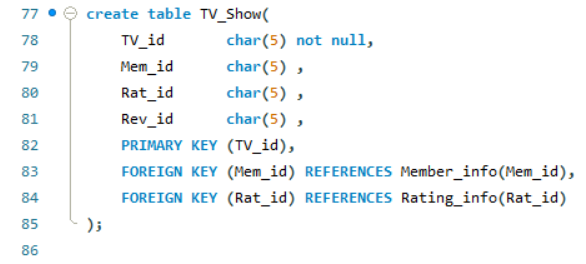 77 create table TV_Show(
78 TV_id char(5) not null,
79 Mem_id char(5) ,
80 Rat_id char(5) ,
81 Rev_id char(5) ,
82 PRIMARY KEY (TV_id),
83 FOREIGN KEY (Mem_id) REFERENCES Member_info(Mem_id),
84 FOREIGN KEY (Rat_id) REFERENCES Rating_info(Rat_id)
85 );
86